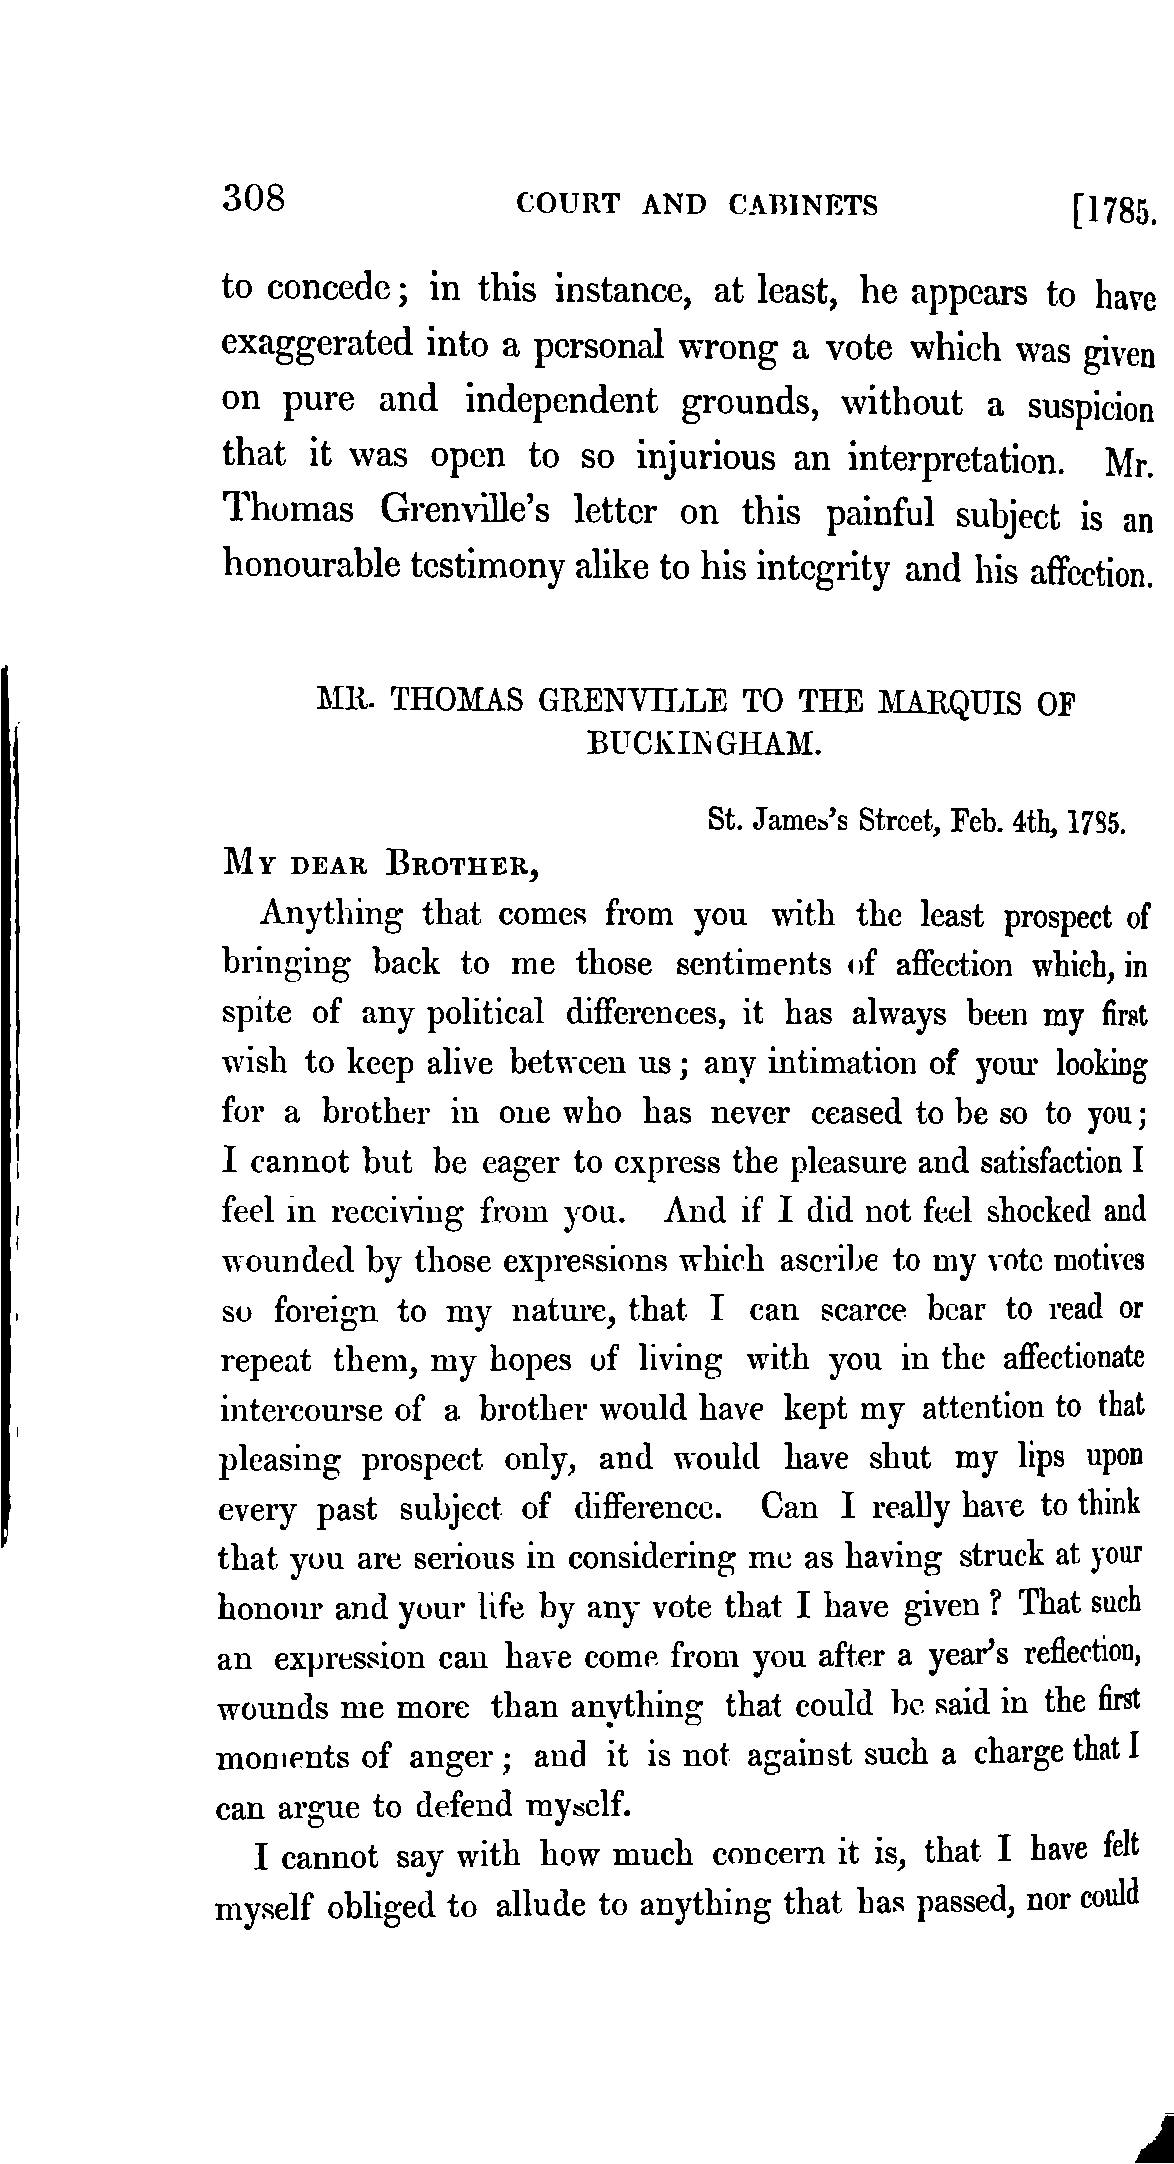 308 COURT AND CABINETS [1785.
to concede; in this instance, at least, he appears to have
exaggerated into a personal wrong a vote which was given
on pure and independent grounds, without a suspicion
that it was open to so injurious an interpretation. Mr.
Thomas Grenville's letter on this painful subject is an
honourable testimony alike to his integrity and his affection.
MR. THOMAS GRENVILLE TO THE MARQUIS OF
BUCKINGHAM.
St. James's Street, Feb. 4th, 1785.
MY DEAR BROTHER,
Anything that comes from you with the least prospect of
bringing back to me those sentiments of affection which, in
spite of any political differences, it has always been my first
wish to keep alive between us; any intimation of your looking
for a brother in one who has never ceased to be so to you;
I cannot but be eager to express the pleasure and satisfaction I
feel in receiving from you. And if I did not feel shocked and
wounded by those expressions which ascribe to my vote motives
so foreign to my nature, that I can scarce bear to read or
repeat them, my hopes of living with you in the affectionate
intercourse of a brother would have kept my attention to that
pleasing prospect only, and would have shut my lips upon
every past subject of difference. Can I really have to think
that you are serious in considering me as having struck at your
honour and your life by any vote that I have given? That such
an expression can have come from you after a year's reflection,
wounds me more than anything that could be said in the first
moments of anger; and it is not against such a charge that I
can argue to defend myself.
I cannot say with how much concern it is, that I have felt
myself obliged to allude to anything that has passed, nor could